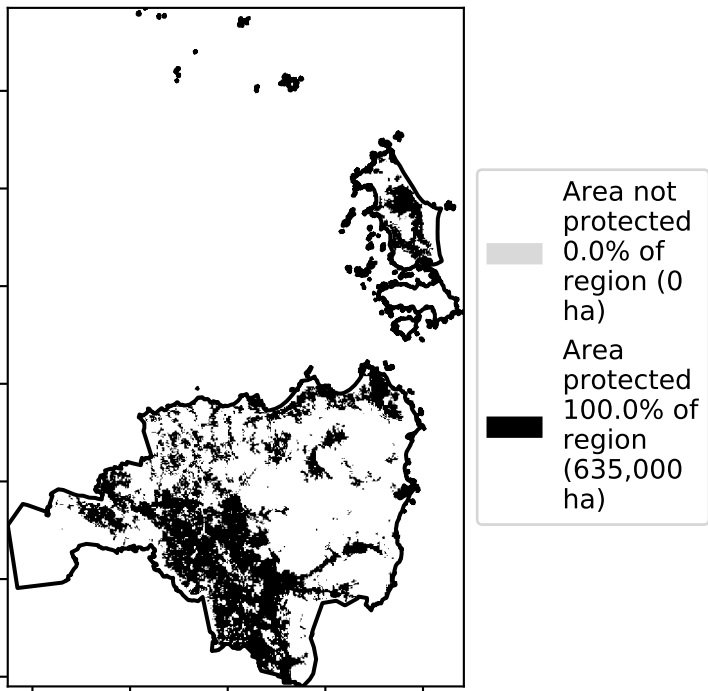 Area not
protected
0.0% of
region (0
ha)
Area
protected
100.0% of
region
(635,000
ha)